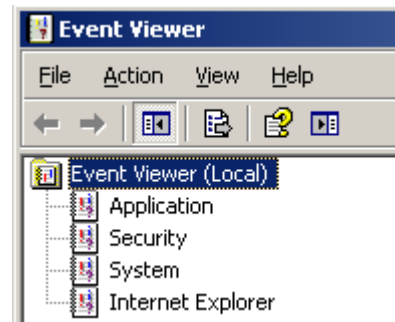 Event Viewer
File Action View Help
Event Viewer (Local)
Application
Security
System
Internet Explorer